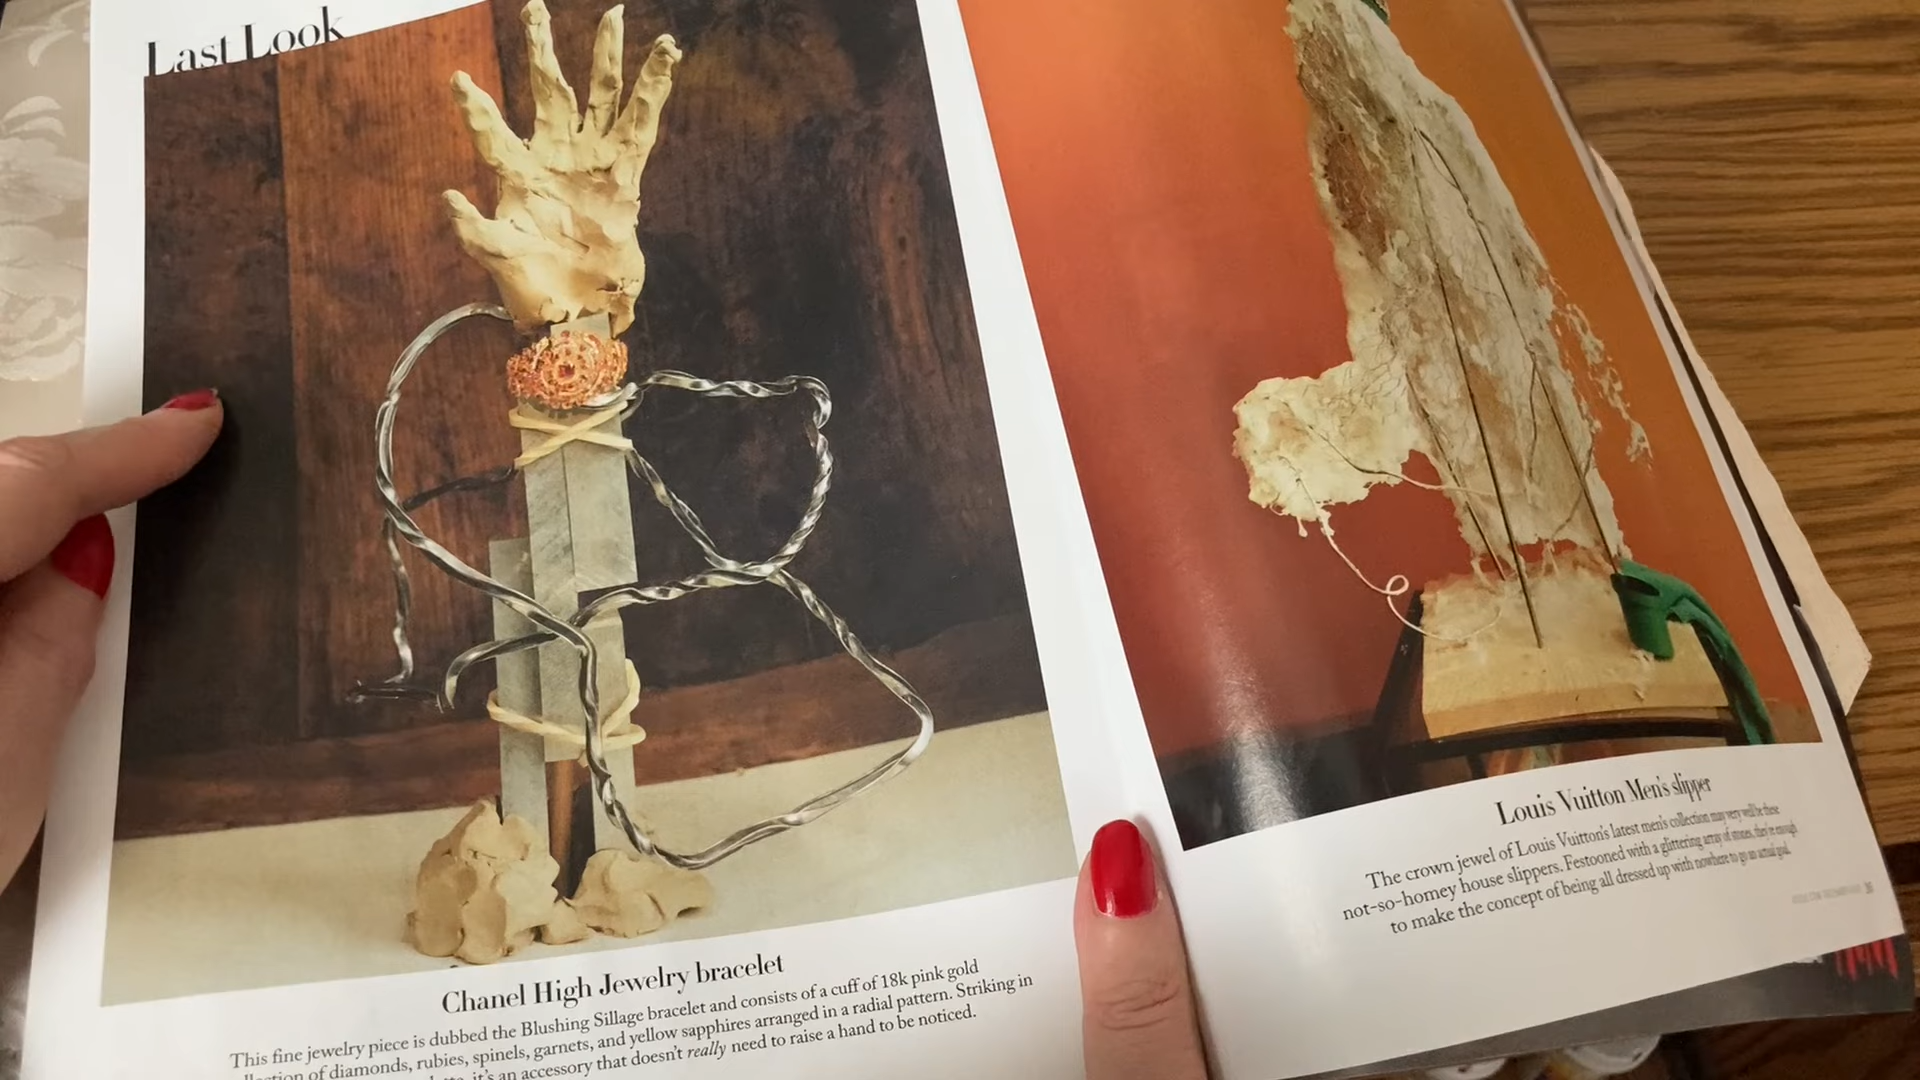 Last Look
Chanel High Jewelry bracelet
This fine jewelry piece is dubbed the Blushing Sillage bracelet and consists of a cuff of 18k pink gold
of diamonds, rubies, spinels, garnets, and yellow sapphires arranged in a radial pattern. Striking in
it's an accessory that doesn't really need to raise a hand to be noticed.
Louis Vuitton Men's slipper
The crown jewel of Louis Vuitton's latest men's collection may very well be these
not-so-homey house slippers. Festooned with a glittering array of stones, they're enough
to make the concept of being all dressed up with nowhere to go an actual goal.